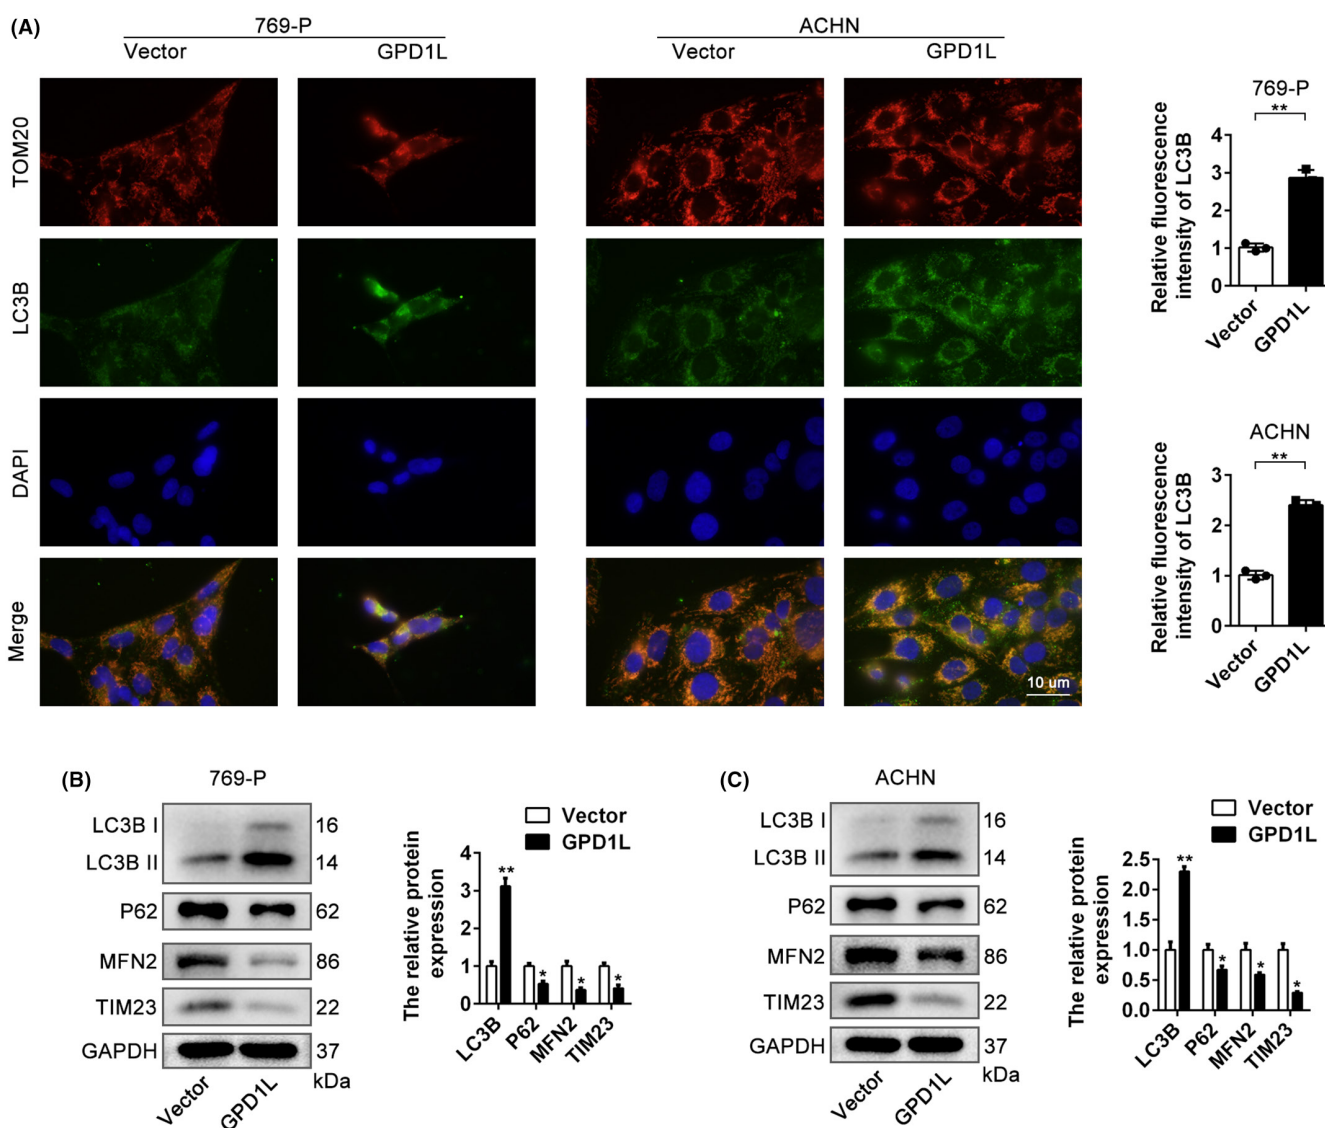 (A)
769-P
Vector GPD1L
ACHN
Vector GPD1L
TOM20
LC3B
DAPI
Merge
10 um
769-P
**
Relative fluorescence
intensity of LC3B
4
3
2
1
0
Vector
GPD1L
ACHN
**
Relative fluorescence
intensity of LC3B
3
2
1
0
Vector
GPD1L
(B)
769-P
LC3B I 16
LC3B II 14
P62 62
MFN2 86
TIM23 22
GAPDH 37
kDa
Vector
GPD1L
Vector
GPD1L
The relative protein
expression
4
3
2
1
0
**
*
*
*
LC3B
P62
MFN2
TIM23
(C)
ACHN
LC3B I 16
LC3B II 14
P62 62
MFN2 86
TIM23 22
GAPDH 37
kDa
Vector
GPD1L
Vector
GPD1L
The relative protein
expression
2.5
2.0
1.5
1.0
0.5
0.0
**
*
*
*
LC3B
P62
MFN2
TIM23